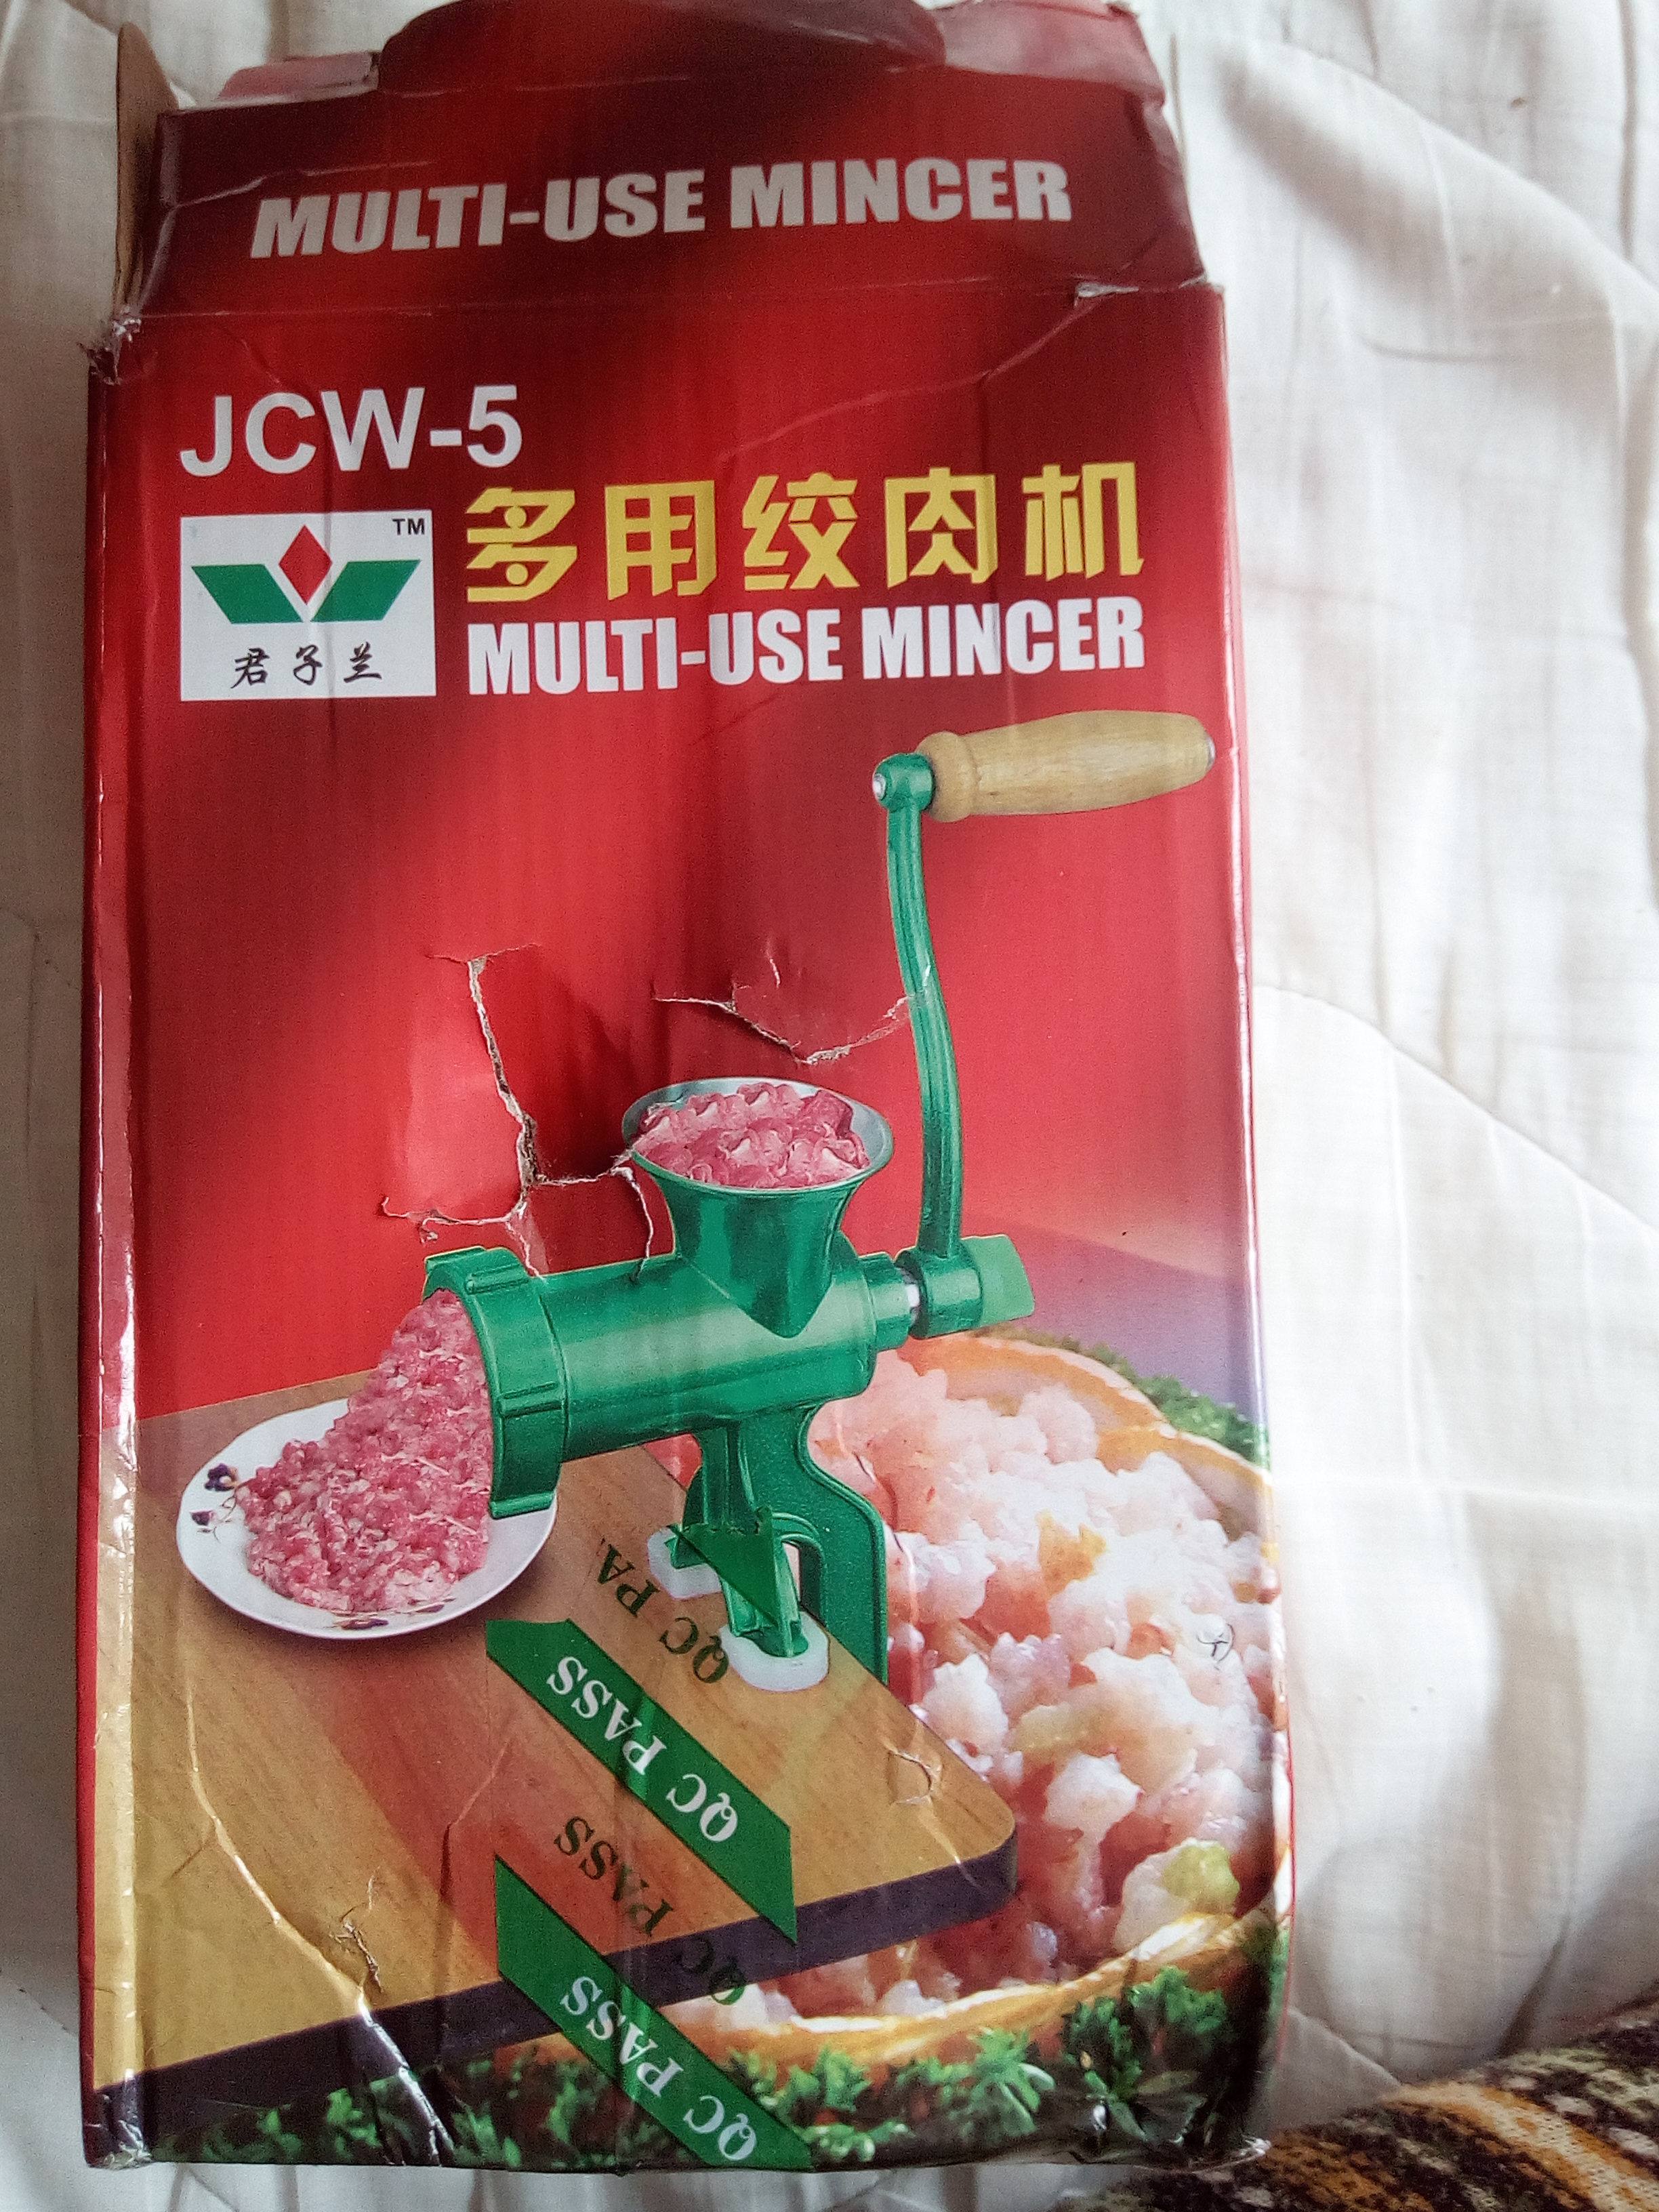 MULTI-USE MINCER
JCW-5
TM
君子兰
多用绞肉机
MULTI-USE MINCER
QC PA
QC PASS
QC PASS
QC PASS